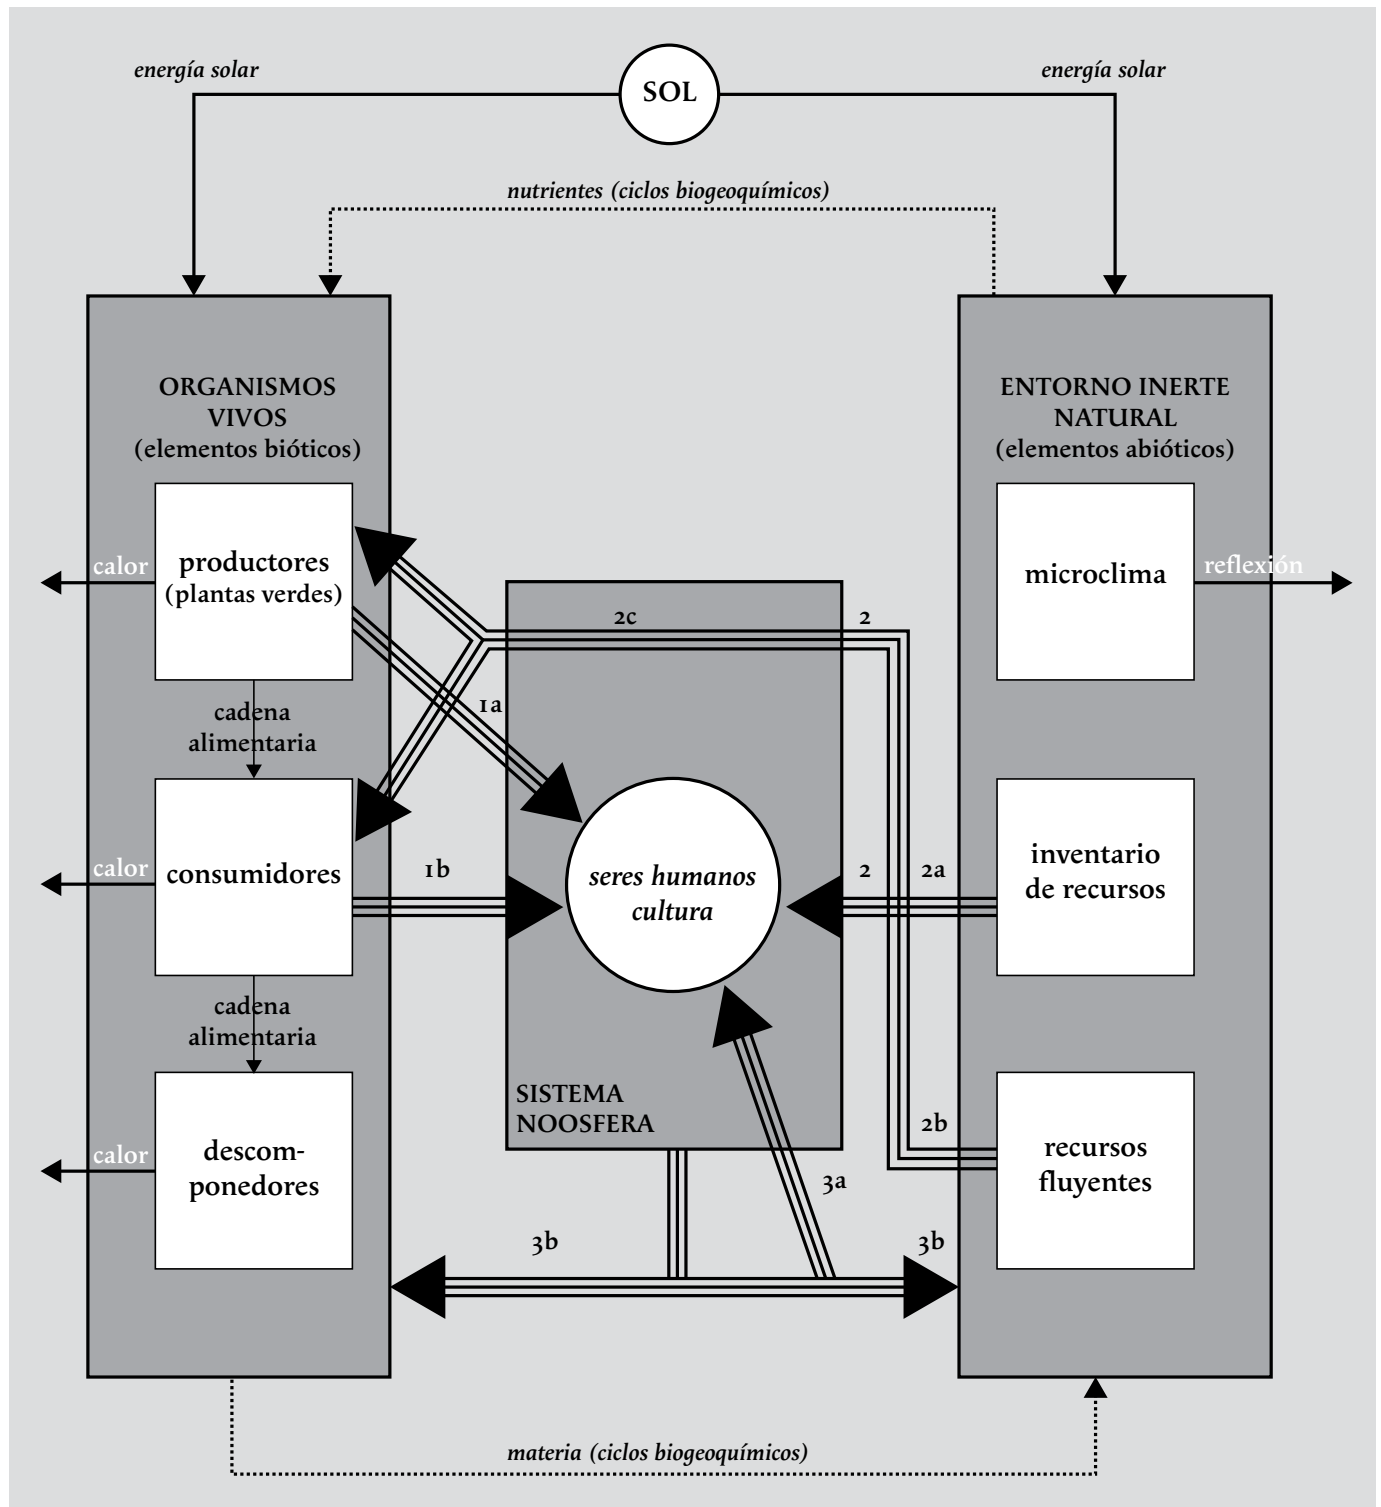 energía solar
SOL
energía solar
nutrientes (ciclos biogeoquímicos)
ORGANISMOS
VIVOS
(elementos bióticos)
productores
(plantas verdes)
calor
cadena
alimentaria
consumidores
calor
cadena
alimentaria
descom-
ponedores
calor
2c
2
1a
1b
seres humanos
cultura
2
2a
SISTEMA
NOOSFERA
2b
3a
3b
3b
ENTORNO INERTE
NATURAL
(elementos abióticos)
microclima
reflexión
inventario
de recursos
recursos
fluyentes
materia (ciclos biogeoquímicos)